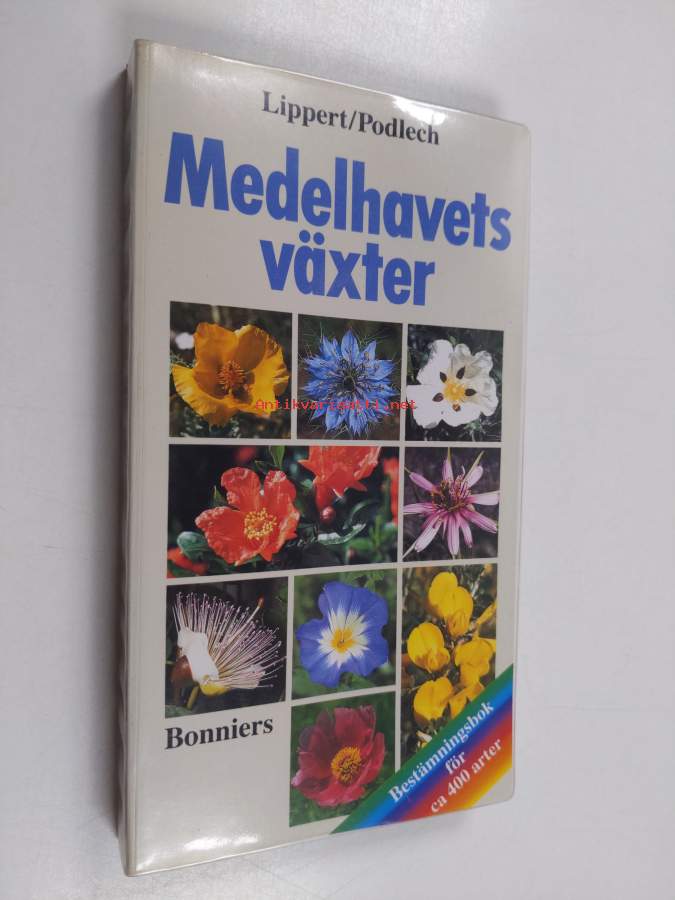 Lippert/Podlech
Medelhavets
växter
Antikvariaatti.net
Bonniers
Bestämningsbok
för
ca 400 arter